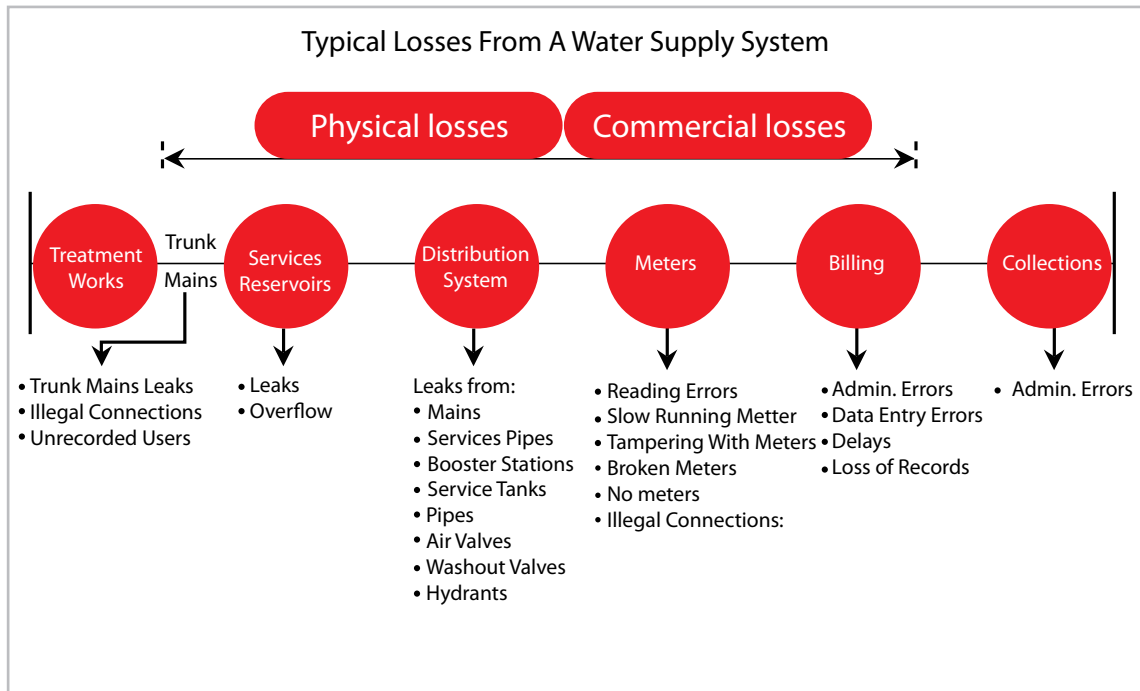 Typical Losses From A Water Supply System
Physical losses
Commercial losses
Treatment
Works
Trunk
Mains
Services
Reservoirs
Distribution
System
Meters
Billing
Collections
• Trunk Mains Leaks
• Illegal Connections
• Unrecorded Users
• Leaks
• Overflow
Leaks from:
• Mains
• Services Pipes
• Booster Stations
• Service Tanks
• Pipes
• Air Valves
• Washout Valves
• Hydrants
• Reading Errors
• Slow Running Metter
• Tampering With Meters
• Broken Meters
• No meters
• Illegal Connections:
• Admin. Errors
• Data Entry Errors
• Delays
• Loss of Records
• Admin. Errors